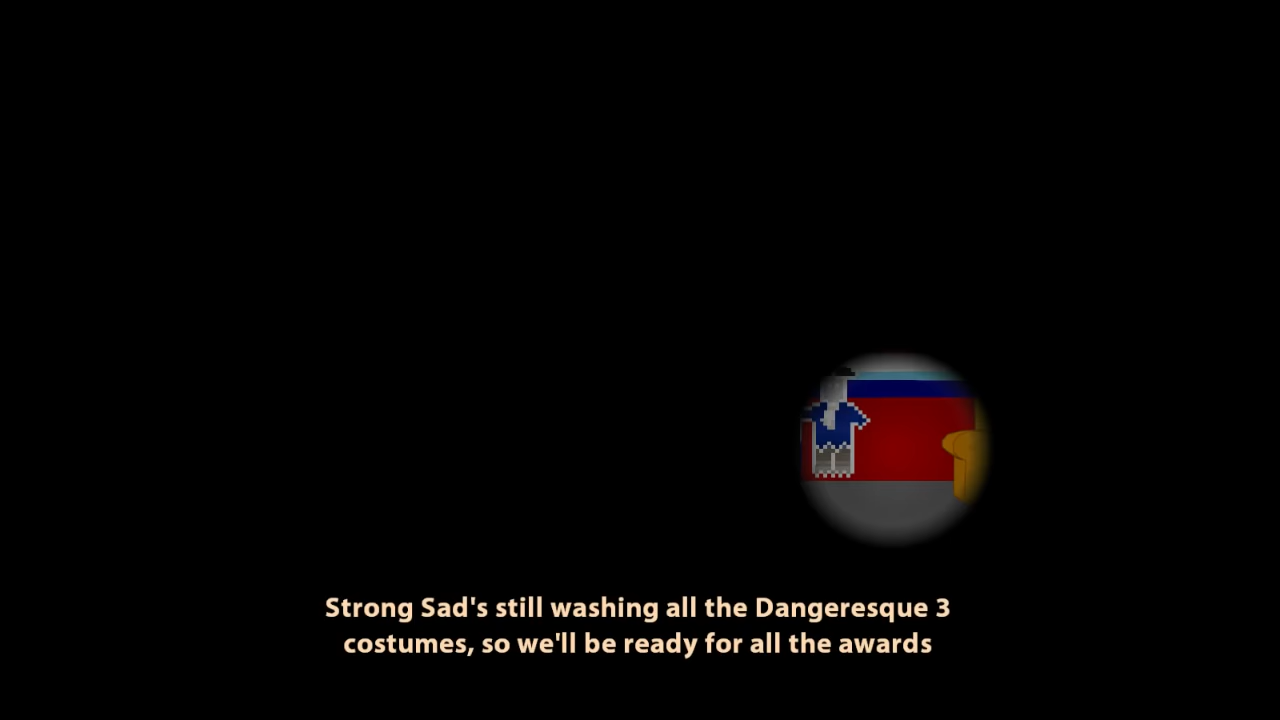 Strong Sad's still washing all the Dangeresque 3
costumes, so we'll be ready for all the awards